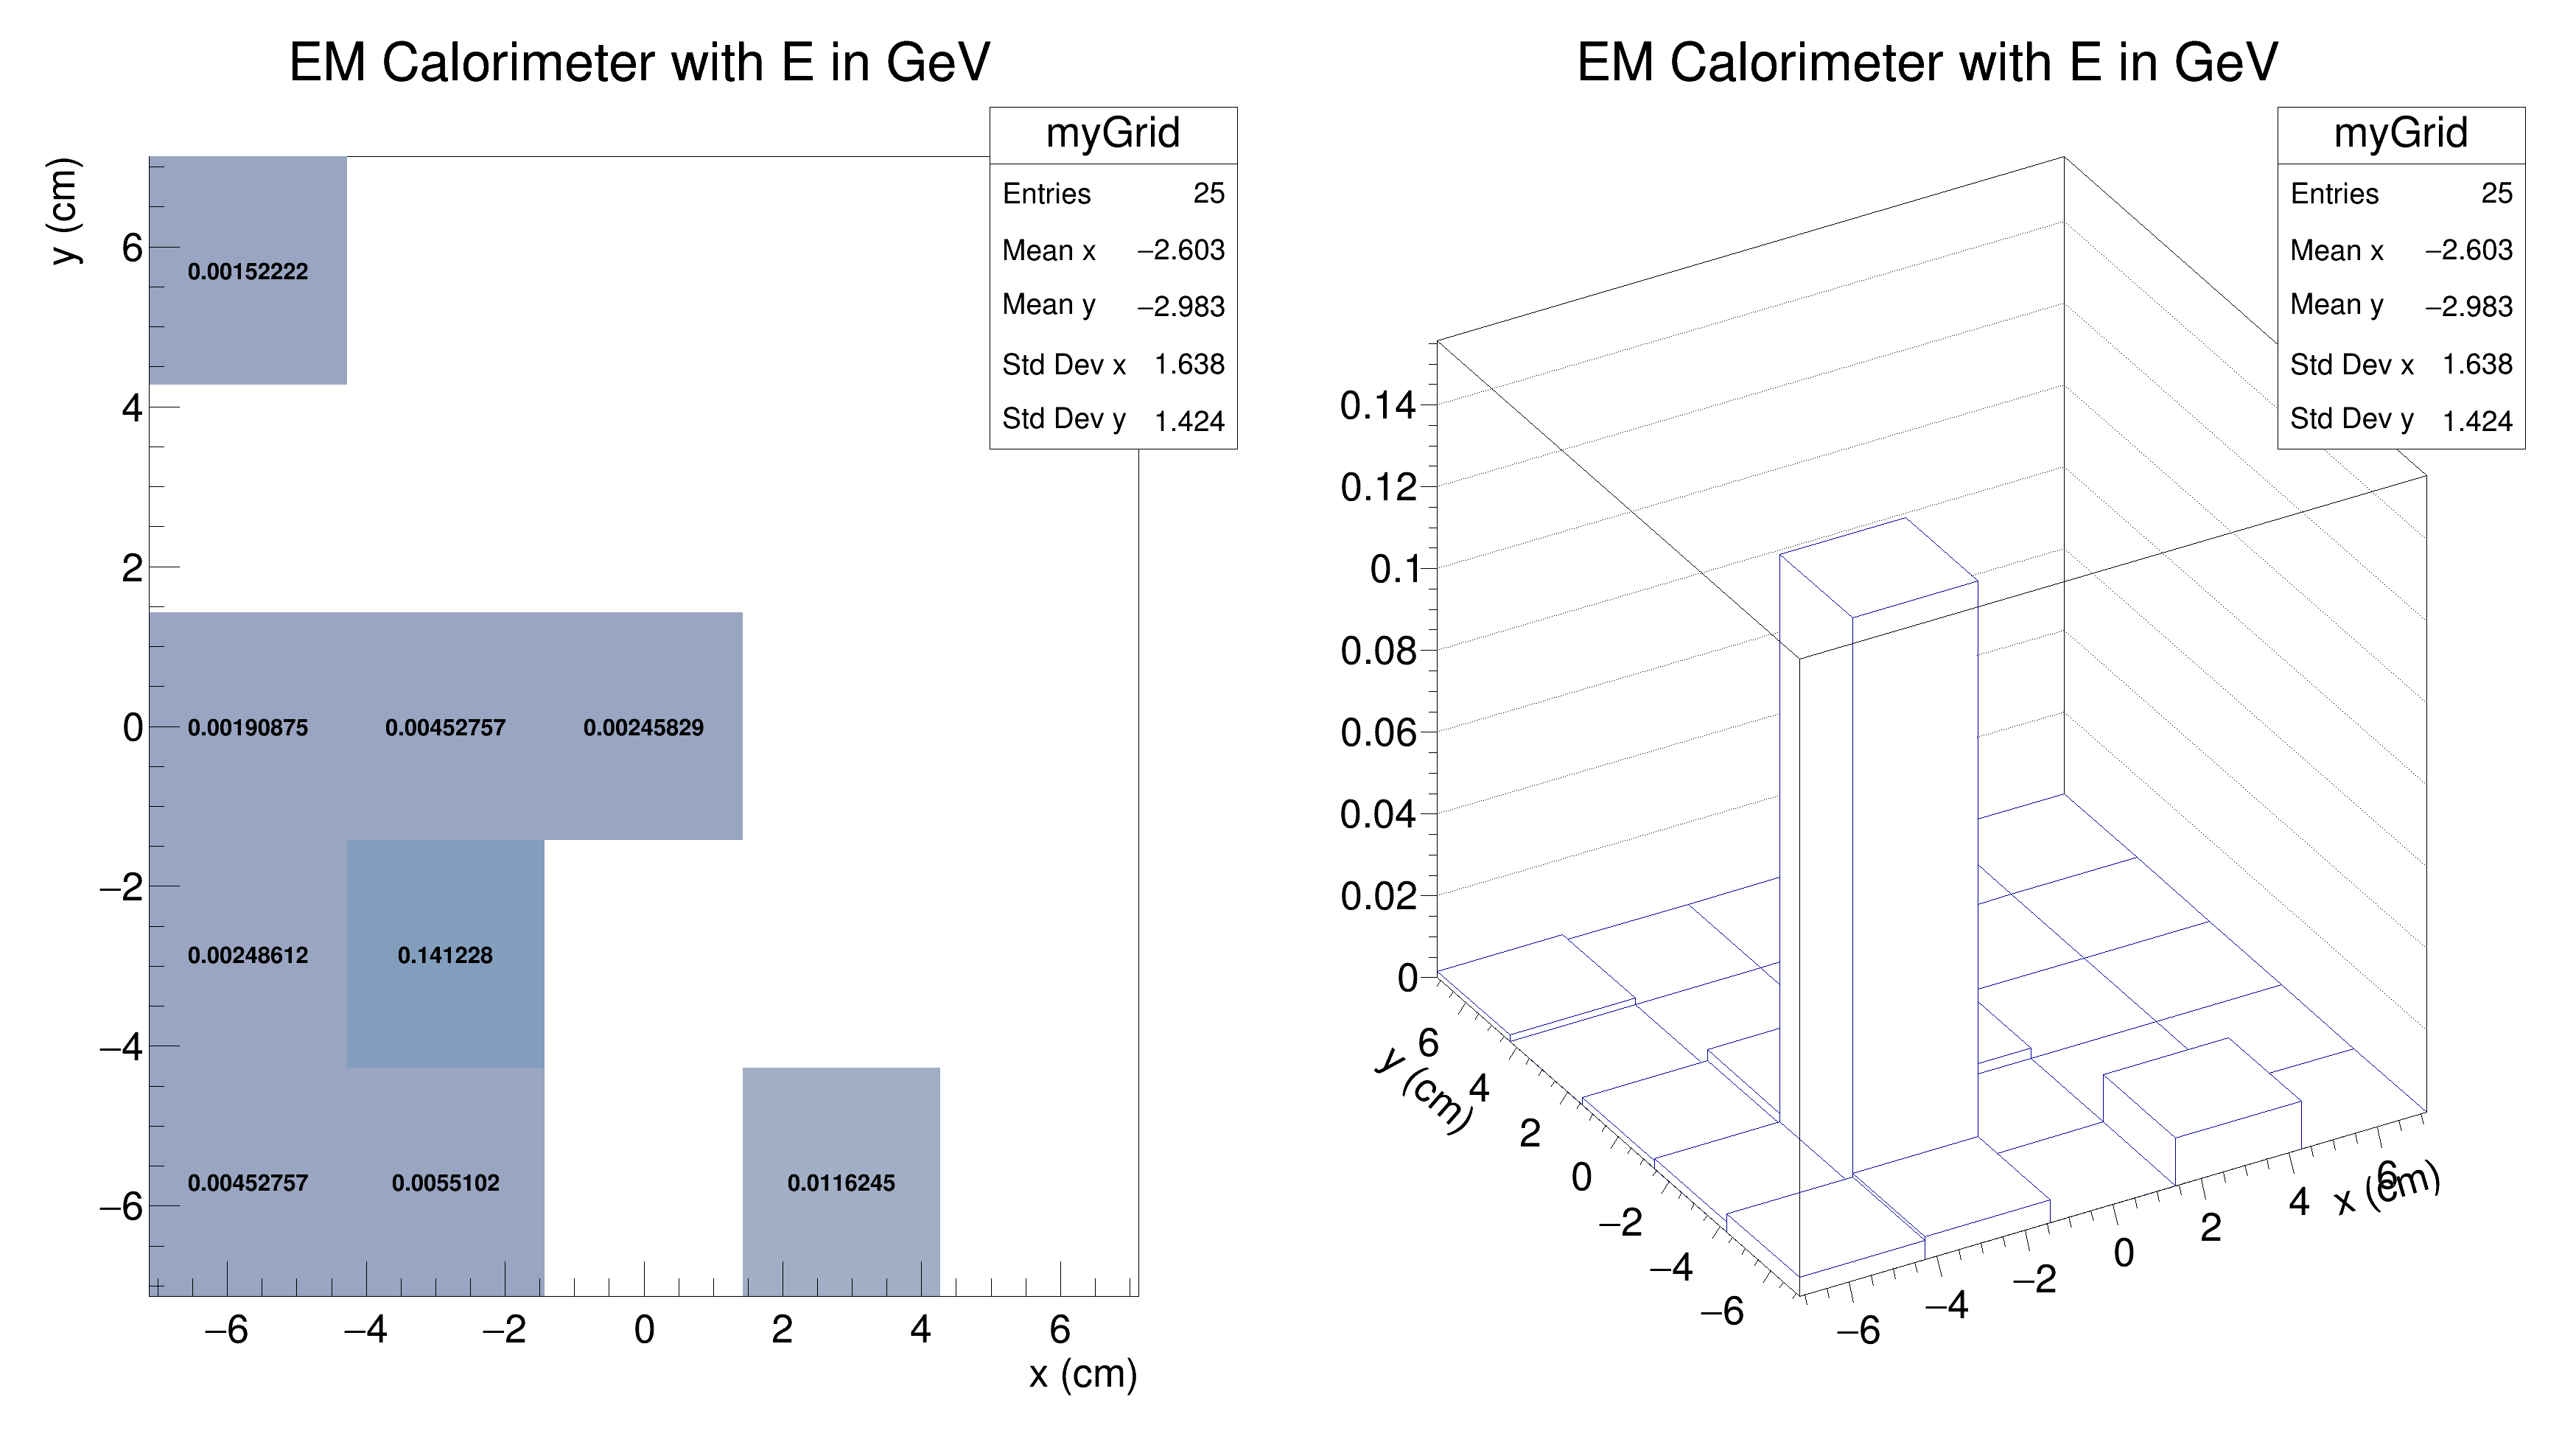 EM Calorimeter with E in GeV
myGrid
Entries 25
Mean x −2.603
Mean y −2.983
Std Dev x 1.638
Std Dev y 1.424
y (cm)
6
4
2
0
−2
−4
−6
0.00152222
0.00190875 0.00452757 0.00245829
0.00248612 0.141228
0.00452757 0.0055102 0.0116245
−6 −4 −2 0 2 4 6
x (cm)
EM Calorimeter with E in GeV
myGrid
Entries 25
Mean x −2.603
Mean y −2.983
Std Dev x 1.638
Std Dev y 1.424
0.14
0.12
0.1
0.08
0.06
0.04
0.02
0
6
4
2
0
−2
−4
−6
y (cm)
−6
−4
−2
0
2
4
6
x (cm)